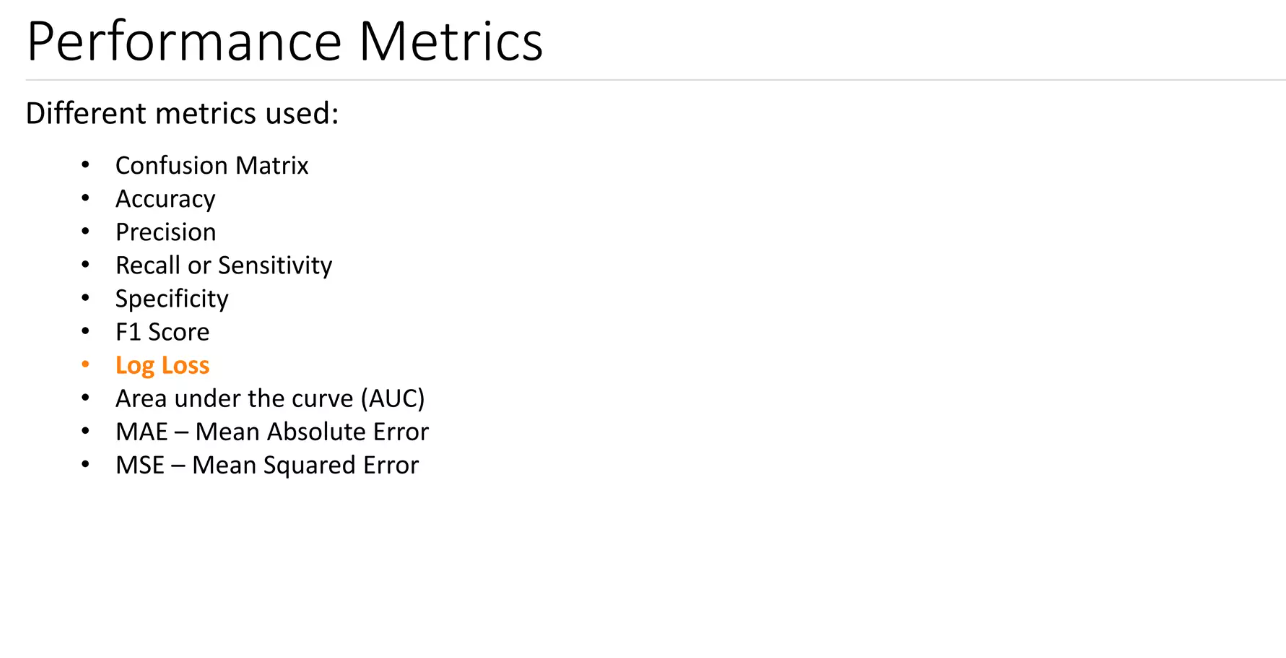 Performance Metrics
Different metrics used:
• Confusion Matrix
• Accuracy
• Precision
• Recall or Sensitivity
• Specificity
• F1 Score
• Log Loss
• Area under the curve (AUC)
• MAE – Mean Absolute Error
• MSE – Mean Squared Error